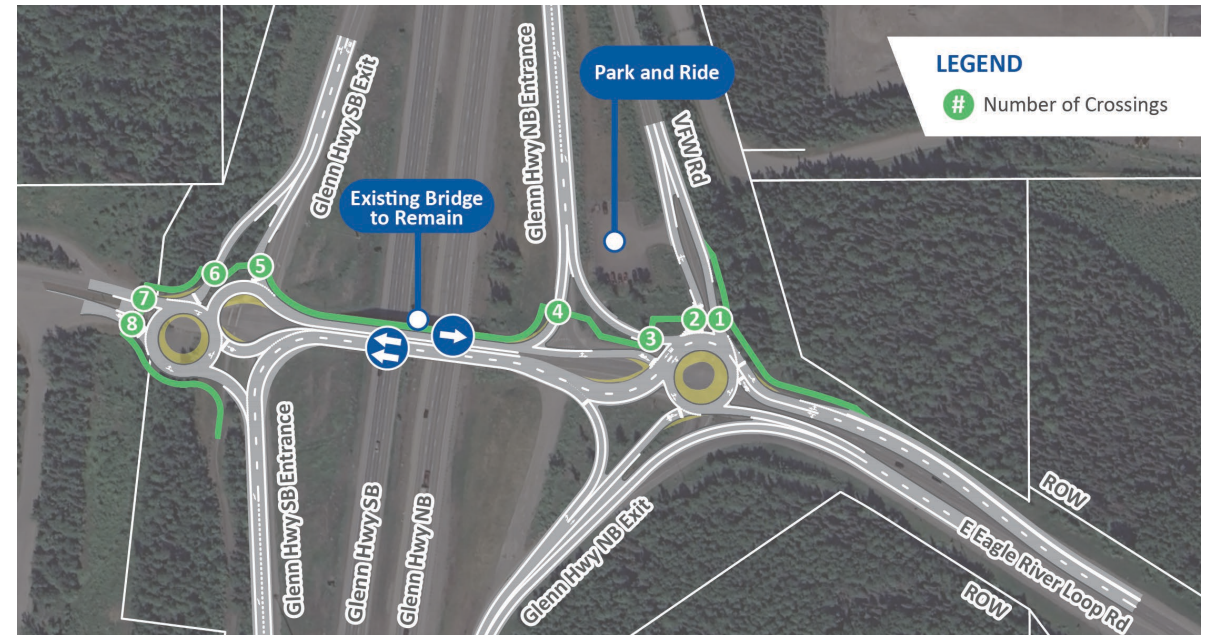 LEGEND
# Number of Crossings
Park and Ride
Existing Bridge
to Remain
Glenn Hwy SB Exit
Glenn Hwy NB Entrance
VFW Rd
6
5
7
8
4
3
2
1
Glenn Hwy SB Entrance
Glenn Hwy SB
Glenn Hwy NB
Glenn Hwy NB Exit
E Eagle River Loop Rd
ROW
ROW